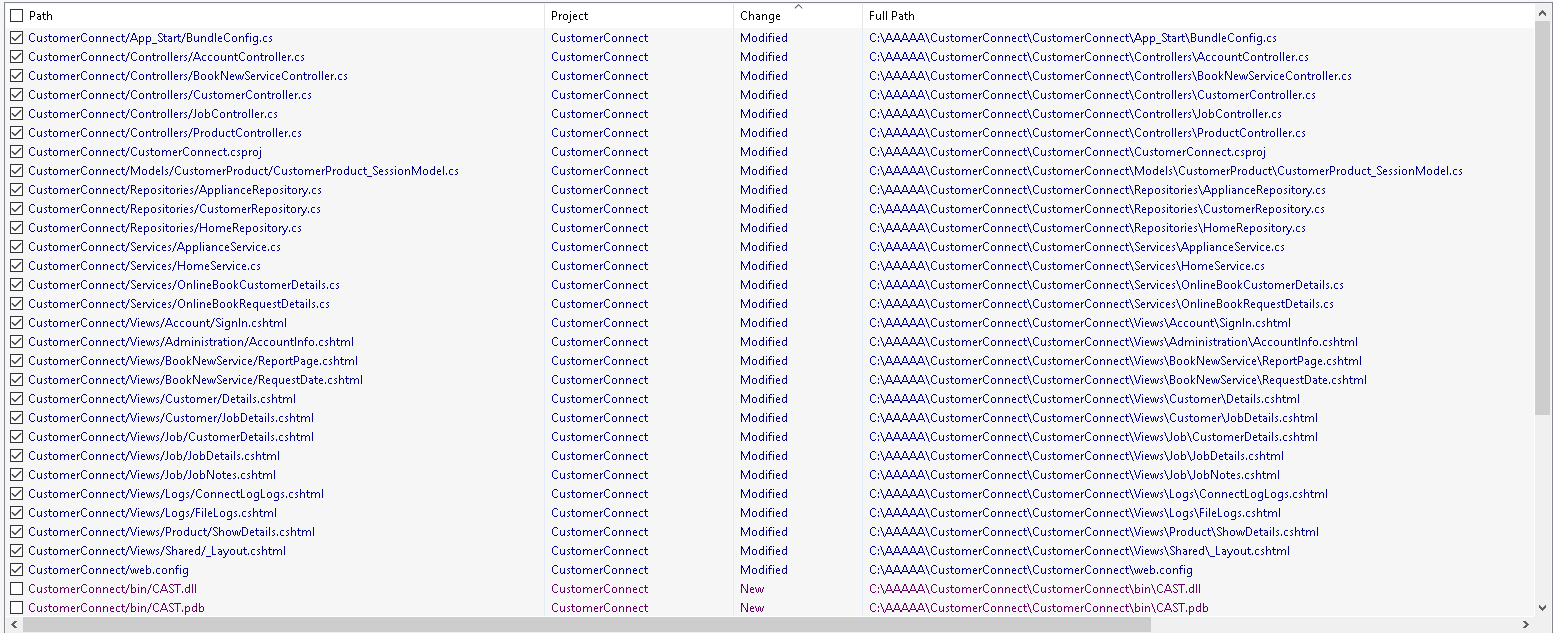 Path Project Change Full Path
CustomerConnect/App_Start/BundleConfig.cs CustomerConnect Modified C:\AAAAA\CustomerConnect\CustomerConnect\App_Start\BundleConfig.cs
CustomerConnect/Controllers/AccountController.cs CustomerConnect Modified C:\AAAAA\CustomerConnect\CustomerConnect\Controllers\AccountController.cs
CustomerConnect/Controllers/BookNewServiceController.cs CustomerConnect Modified C:\AAAAA\CustomerConnect\CustomerConnect\Controllers\BookNewServiceController.cs
CustomerConnect/Controllers/CustomerController.cs CustomerConnect Modified C:\AAAAA\CustomerConnect\CustomerConnect\Controllers\CustomerController.cs
CustomerConnect/Controllers/JobController.cs CustomerConnect Modified C:\AAAAA\CustomerConnect\CustomerConnect\Controllers\JobController.cs
CustomerConnect/Controllers/ProductController.cs CustomerConnect Modified C:\AAAAA\CustomerConnect\CustomerConnect\Controllers\ProductController.cs
CustomerConnect/CustomerConnect.csproj CustomerConnect Modified C:\AAAAA\CustomerConnect\CustomerConnect\CustomerConnect.csproj
CustomerConnect/Models/CustomerProduct/CustomerProduct_SessionModel.cs CustomerConnect Modified C:\AAAAA\CustomerConnect\CustomerConnect\Models\CustomerProduct\CustomerProduct_SessionModel.cs
CustomerConnect/Repositories/ApplianceRepository.cs CustomerConnect Modified C:\AAAAA\CustomerConnect\CustomerConnect\Repositories\ApplianceRepository.cs
CustomerConnect/Repositories/CustomerRepository.cs CustomerConnect Modified C:\AAAAA\CustomerConnect\CustomerConnect\Repositories\CustomerRepository.cs
CustomerConnect/Repositories/HomeRepository.cs CustomerConnect Modified C:\AAAAA\CustomerConnect\CustomerConnect\Repositories\HomeRepository.cs
CustomerConnect/Services/ApplianceService.cs CustomerConnect Modified C:\AAAAA\CustomerConnect\CustomerConnect\Services\ApplianceService.cs
CustomerConnect/Services/HomeService.cs CustomerConnect Modified C:\AAAAA\CustomerConnect\CustomerConnect\Services\HomeService.cs
CustomerConnect/Services/OnlineBookCustomerDetails.cs CustomerConnect Modified C:\AAAAA\CustomerConnect\CustomerConnect\Services\OnlineBookCustomerDetails.cs
CustomerConnect/Services/OnlineBookRequestDetails.cs CustomerConnect Modified C:\AAAAA\CustomerConnect\CustomerConnect\Services\OnlineBookRequestDetails.cs
CustomerConnect/Views/Account/SignIn.cshtml CustomerConnect Modified C:\AAAAA\CustomerConnect\CustomerConnect\Views\Account\SignIn.cshtml
CustomerConnect/Views/Administration/AccountInfo.cshtml CustomerConnect Modified C:\AAAAA\CustomerConnect\CustomerConnect\Views\Administration\AccountInfo.cshtml
CustomerConnect/Views/BookNewService/ReportPage.cshtml CustomerConnect Modified C:\AAAAA\CustomerConnect\CustomerConnect\Views\BookNewService\ReportPage.cshtml
CustomerConnect/Views/BookNewService/RequestDate.cshtml CustomerConnect Modified C:\AAAAA\CustomerConnect\CustomerConnect\Views\BookNewService\RequestDate.cshtml
CustomerConnect/Views/Customer/Details.cshtml CustomerConnect Modified C:\AAAAA\CustomerConnect\CustomerConnect\Views\Customer\Details.cshtml
CustomerConnect/Views/Customer/JobDetails.cshtml CustomerConnect Modified C:\AAAAA\CustomerConnect\CustomerConnect\Views\Customer\JobDetails.cshtml
CustomerConnect/Views/Job/CustomerDetails.cshtml CustomerConnect Modified C:\AAAAA\CustomerConnect\CustomerConnect\Views\Job\CustomerDetails.cshtml
CustomerConnect/Views/Job/JobDetails.cshtml CustomerConnect Modified C:\AAAAA\CustomerConnect\CustomerConnect\Views\Job\JobDetails.cshtml
CustomerConnect/Views/Job/JobNotes.cshtml CustomerConnect Modified C:\AAAAA\CustomerConnect\CustomerConnect\Views\Job\JobNotes.cshtml
CustomerConnect/Views/Logs/ConnectLogLogs.cshtml CustomerConnect Modified C:\AAAAA\CustomerConnect\CustomerConnect\Views\Logs\ConnectLogLogs.cshtml
CustomerConnect/Views/Logs/FileLogs.cshtml CustomerConnect Modified C:\AAAAA\CustomerConnect\CustomerConnect\Views\Logs\FileLogs.cshtml
CustomerConnect/Views/Product/ShowDetails.cshtml CustomerConnect Modified C:\AAAAA\CustomerConnect\CustomerConnect\Views\Product\ShowDetails.cshtml
CustomerConnect/Views/Shared/_Layout.cshtml CustomerConnect Modified C:\AAAAA\CustomerConnect\CustomerConnect\Views\Shared\_Layout.cshtml
CustomerConnect/web.config CustomerConnect Modified C:\AAAAA\CustomerConnect\CustomerConnect\web.config
CustomerConnect/bin/CAST.dll CustomerConnect New C:\AAAAA\CustomerConnect\CustomerConnect\bin\CAST.dll
CustomerConnect/bin/CAST.pdb CustomerConnect New C:\AAAAA\CustomerConnect\CustomerConnect\bin\CAST.pdb